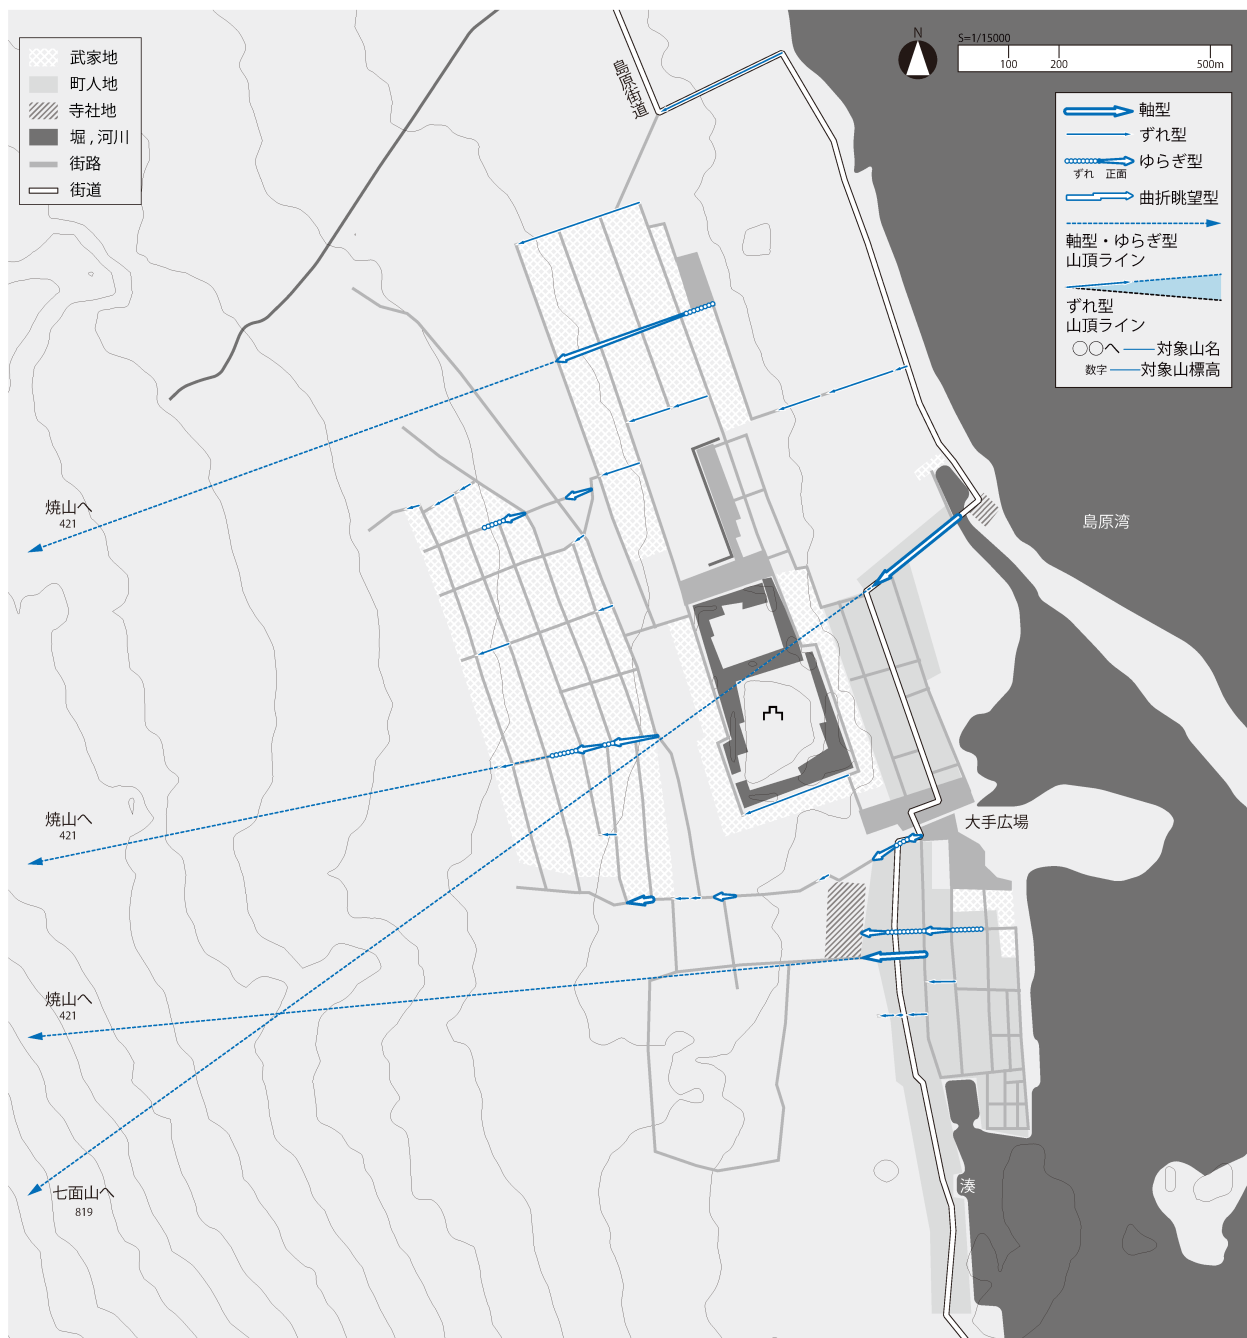 武家地
町人地
寺社地
堀 , 河川
街路
街道
島原街道
N
S=1/15000
100
200
500m
軸型
ずれ型
ゆらぎ型
ずれ 正面
曲折眺望型
軸型・ゆらぎ型
山頂ライン
ずれ型
山頂ライン
○○へ 対象山名
数字 対象山標高
島原湾
焼山へ
421
大手広場
焼山へ
421
焼山へ
421
七面山へ
819
湊